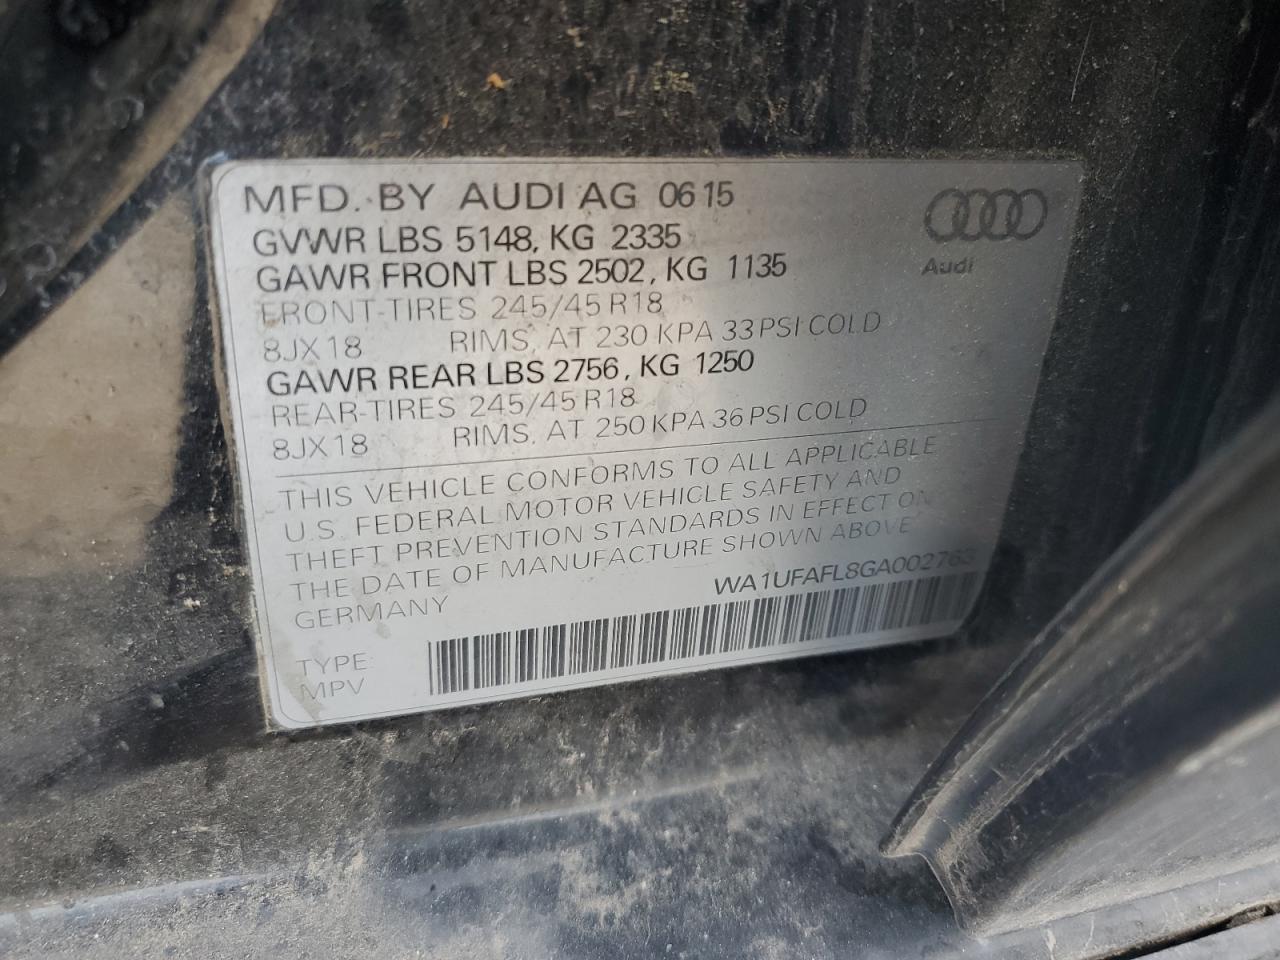 MFD. BY AUDI AG 06 15
GVWR LBS 5148, KG 2335
GAWR FRONT LBS 2502, KG 1135
FRONT-TIRES 245/45 R18
8JX18 RIMS, AT 230 KPA 33 PSI COLD
GAWR REAR LBS 2756, KG 1250
REAR-TIRES 245/45 R18
8JX18 RIMS, AT 250 KPA 36 PSI COLD
Audi
THIS VEHICLE CONFORMS TO ALL APPLICABLE
U.S. FEDERAL MOTOR VEHICLE SAFETY AND
THEFT PREVENTION STANDARDS IN EFFECT ON
THE DATE OF MANUFACTURE SHOWN ABOVE
GERMANY WA1UFAFL8GA002763
TYPE:
MPV